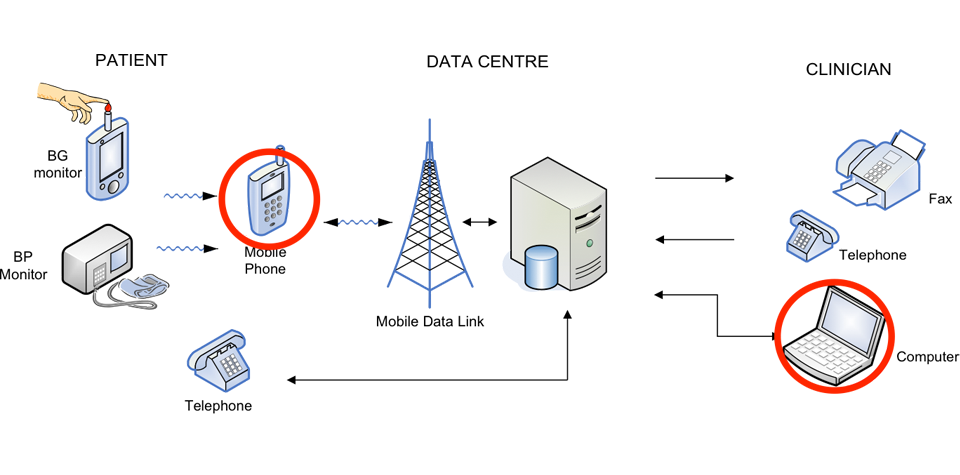 PATIENT
DATA CENTRE
CLINICIAN
BG
monitor
Fax
BP
Monitor
Mobile
Phone
Telephone
Mobile Data Link
Computer
Telephone